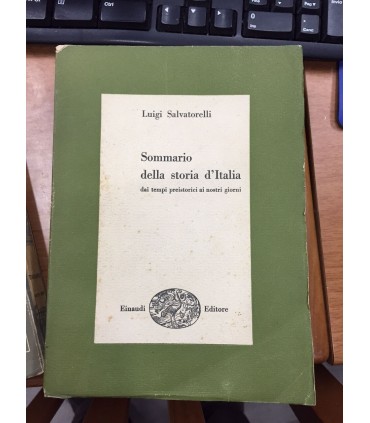 Luigi Salvatorelli
Sommario
della storia d'Italia
dai tempi preistorici ai nostri giorni
Einaudi Editore